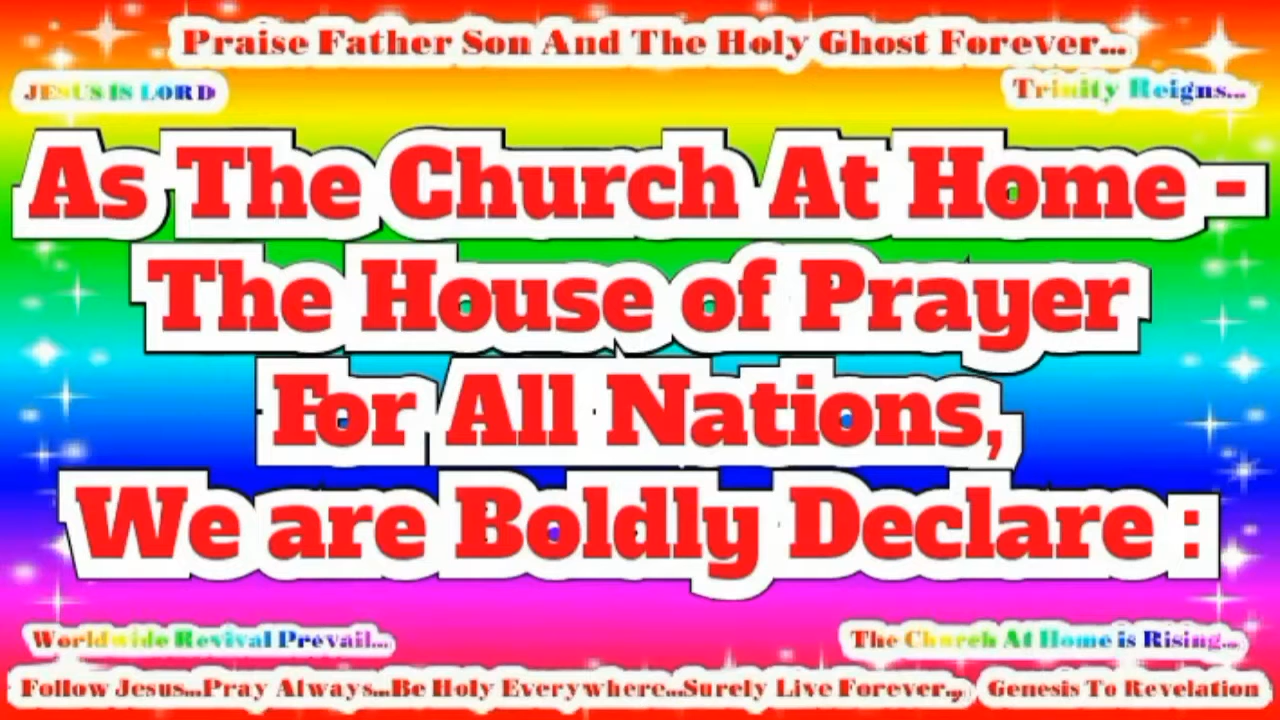 Praise Father Son And The Holy Ghost Forever...
JESUS IS LORD
Trinity Reigns...
As The Church At Home -
The House of Prayer
For All Nations,
We are Boldly Declare :
Worldwide Revival Prevail...
The Church At Home is Rising...
Follow Jesus...Pray Always...Be Holy Everywhere...Surely Live Forever.,, Genesis To Revelation